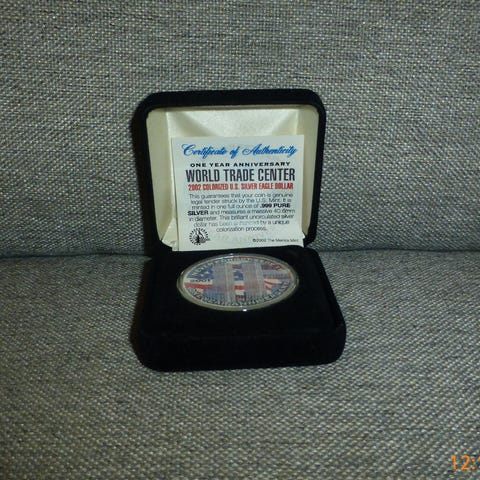 Certificate of Authenticity
ONE YEAR ANNIVERSARY
WORLD TRADE CENTER
2002 COLORIZED U.S. SILVER EAGLE DOLLAR
This guarantees that your coin is genuine
legal tender struck by the U.S. Mint. It is
minted in one full ounce of .999 PURE
SILVER and measures a massive 40.6mm
in diameter. This brilliant uncirculated silver
dollar has been by a unique
colorization process.
©2002 The Merrick Mint
2001
12: